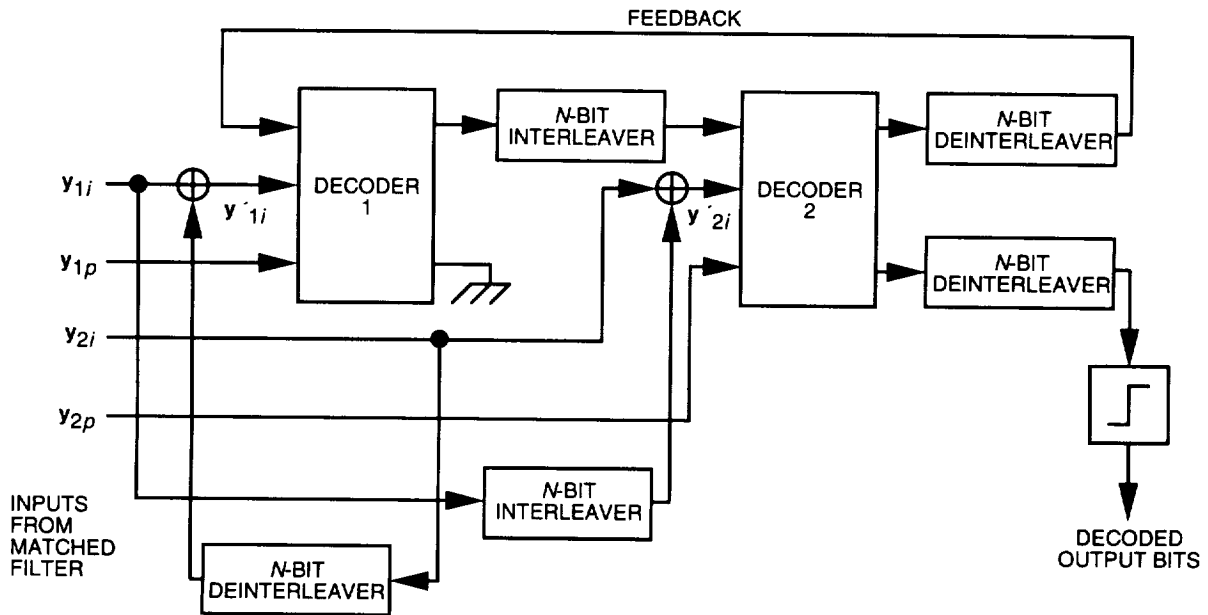 FEEDBACK
N-BIT
INTERLEAVER
N-BIT
DEINTERLEAVER
DECODER
1
DECODER
2
y1i
y´1i
y´2i
y1p
N-BIT
DEINTERLEAVER
y2i
y2p
N-BIT
INTERLEAVER
INPUTS
FROM
MATCHED
FILTER
N-BIT
DEINTERLEAVER
DECODED
OUTPUT BITS